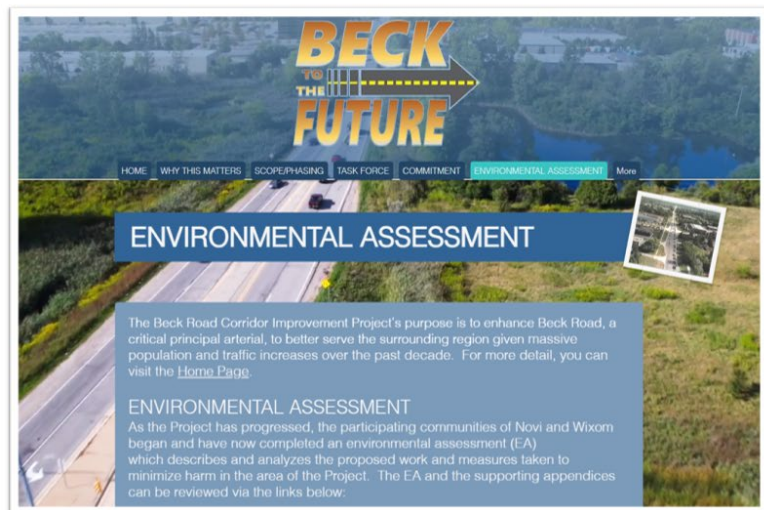 BECK
TO
THE
FUTURE
HOME WHY THIS MATTERS SCOPE/PHASING TASK FORCE COMMITMENT ENVIRONMENTAL ASSESSMENT More
ENVIRONMENTAL ASSESSMENT
The Beck Road Corridor Improvement Project's purpose is to enhance Beck Road, a
critical principal arterial, to better serve the surrounding region given massive
population and traffic increases over the past decade. For more detail, you can
visit the Home Page.
ENVIRONMENTAL ASSESSMENT
As the Project has progressed, the participating communities of Novi and Wixom
began and have now completed an environmental assessment (EA)
which describes and analyzes the proposed work and measures taken to
minimize harm in the area of the Project. The EA and the supporting appendices
can be reviewed via the links below: